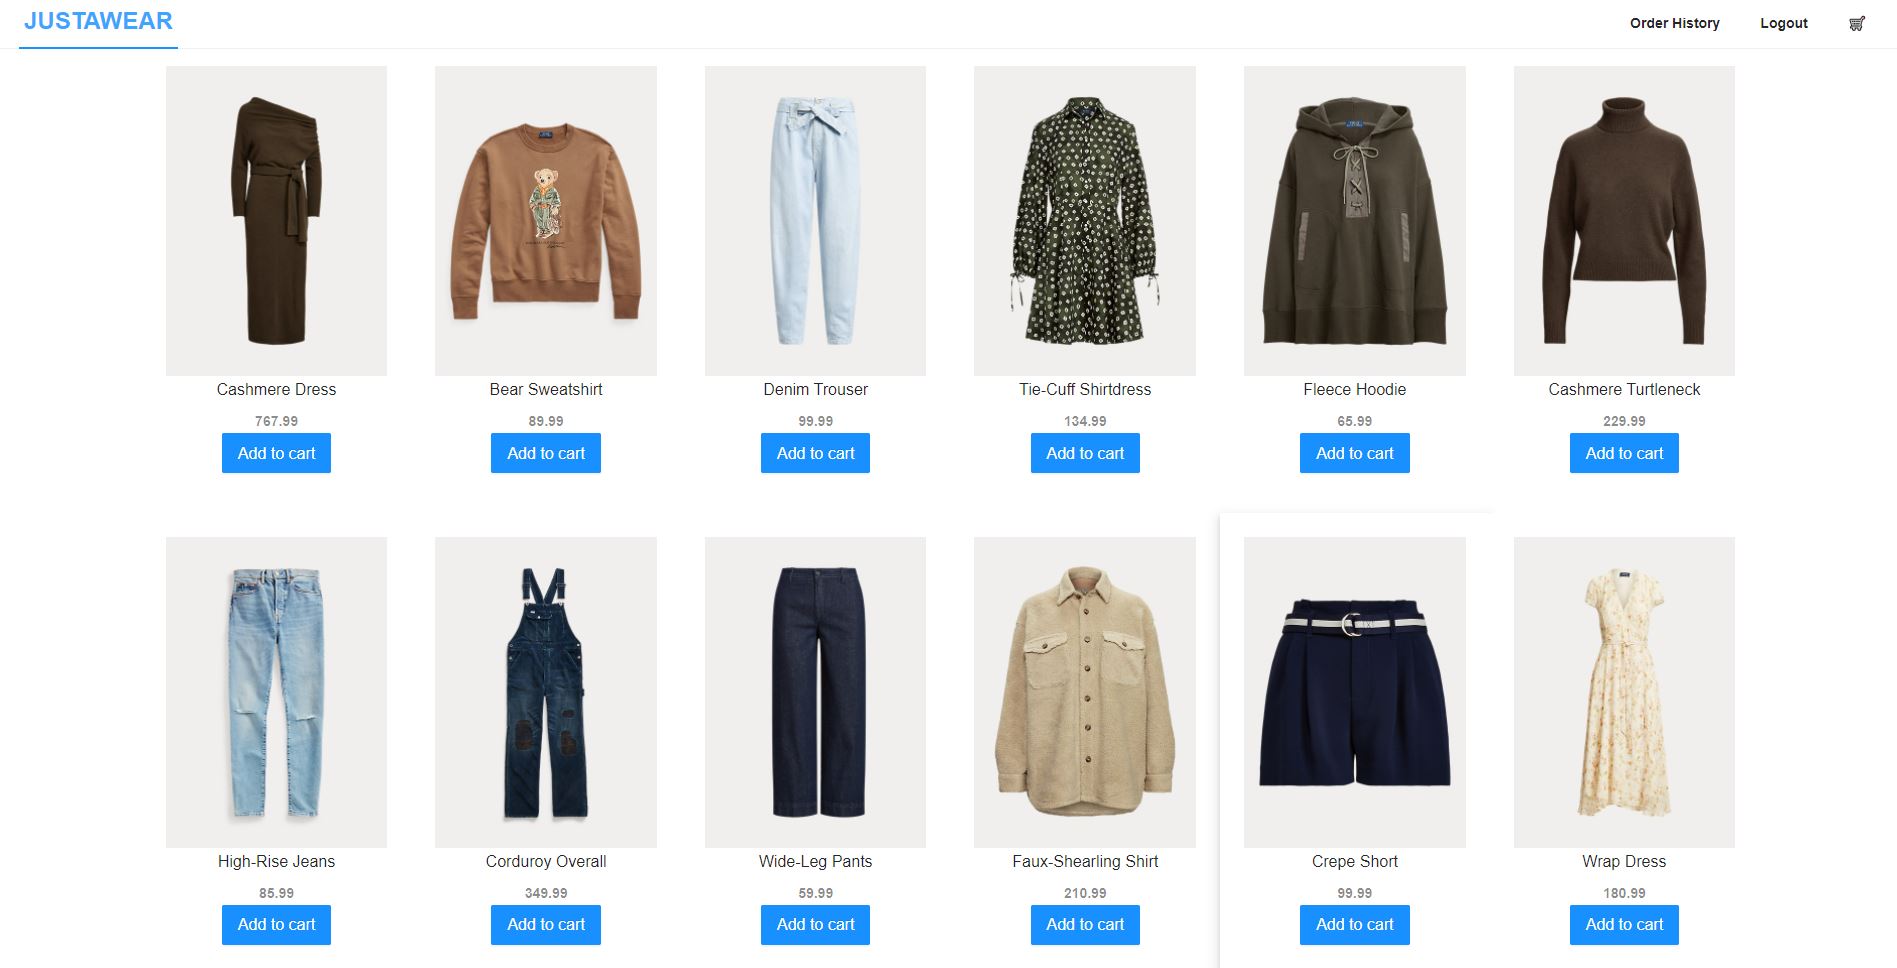 JUSTAWEAR
Order History Logout
Cashmere Dress Bear Sweatshirt Denim Trouser Tie-Cuff Shirtdress Fleece Hoodie Cashmere Turtleneck
767.99 89.99 99.99 134.99 65.99 229.99
Add to cart Add to cart Add to cart Add to cart Add to cart Add to cart
High-Rise Jeans Corduroy Overall Wide-Leg Pants Faux-Shearling Shirt Crepe Short Wrap Dress
85.99 349.99 59.99 210.99 99.99 180.99
Add to cart Add to cart Add to cart Add to cart Add to cart Add to cart